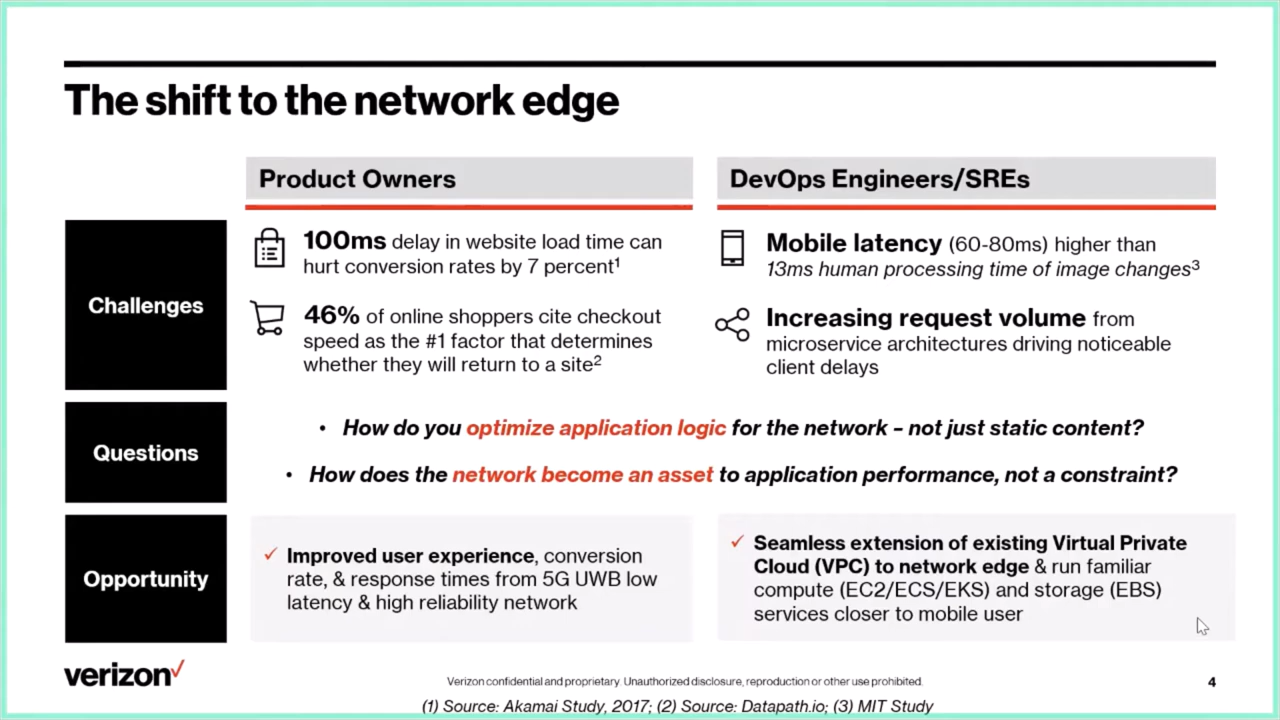 The shift to the network edge
Product Owners
DevOps Engineers/SREs
Challenges
100ms delay in website load time can
hurt conversion rates by 7 percent¹
46% of online shoppers cite checkout
speed as the #1 factor that determines
whether they will return to a site²
Mobile latency (60-80ms) higher than
13ms human processing time of image changes³
Increasing request volume from
microservice architectures driving noticeable
client delays
Questions
• How do you optimize application logic for the network – not just static content?
• How does the network become an asset to application performance, not a constraint?
Opportunity
✓ Improved user experience, conversion
rate, & response times from 5G UWB low
latency & high reliability network
✓ Seamless extension of existing Virtual Private
Cloud (VPC) to network edge & run familiar
compute (EC2/ECS/EKS) and storage (EBS)
services closer to mobile user
verizon✓
Verizon confidential and proprietary. Unauthorized disclosure, reproduction or other use prohibited.
4
(1) Source: Akamai Study, 2017; (2) Source: Datapath.io; (3) MIT Study